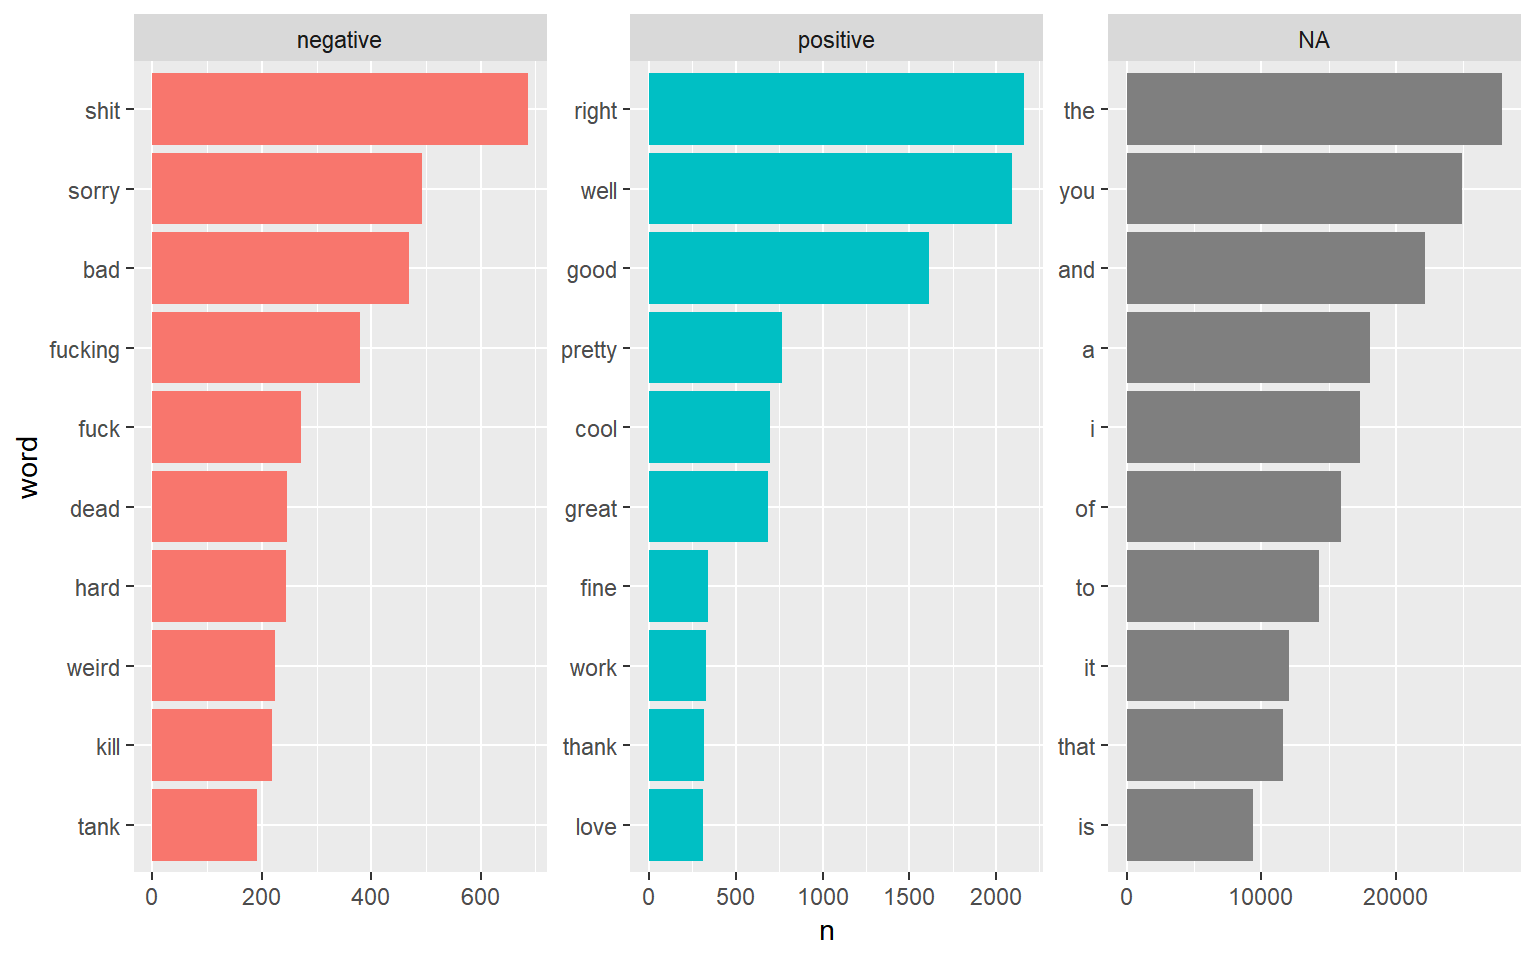 negative
positive
NA
word
shit
sorry
bad
fucking
fuck
dead
hard
weird
kill
tank
0 200 400 600
right
well
good
pretty
cool
great
fine
work
thank
love
0 500 1000 1500 2000
the
you
and
a
i
of
to
it
that
is
0 10000 20000
n